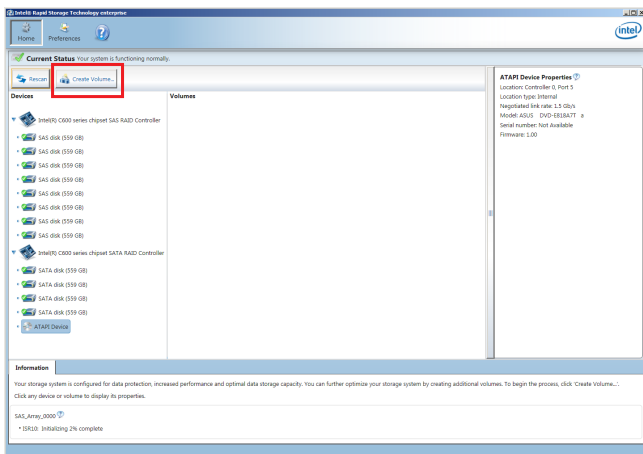 Intel® Rapid Storage Technology enterprise
Home
Preferences
intel
Current Status Your system is functioning normally.
Rescan
Create Volume...
Devices
Volumes
Intel(R) C600 series chipset SAS RAID Controller
SAS disk (559 GB)
SAS disk (559 GB)
SAS disk (559 GB)
SAS disk (559 GB)
SAS disk (559 GB)
SAS disk (559 GB)
SAS disk (559 GB)
SAS disk (559 GB)
Intel(R) C600 series chipset SATA RAID Controller
SATA disk (559 GB)
SATA disk (559 GB)
SATA disk (559 GB)
SATA disk (559 GB)
ATAPI Device
ATAPI Device Properties
Location: Controller 0, Port 5
Location type: Internal
Negotiated link rate: 1.5 Gb/s
Model: ASUS DVD-E818A7T s
Serial number: Not Available
Firmware: 1.00
Information
Your storage system is configured for data protection, increased performance and optimal data storage capacity. You can further optimize your storage system by creating additional volumes. To begin the process, click 'Create Volume...'.
Click any device or volume to display its properties.
SAS_Array_0000
• ISR10: Initializing 2% complete